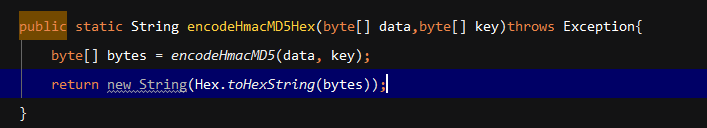 public static String encodeHmacMD5Hex(byte[] data,byte[] key)throws Exception{
byte[] bytes = encodeHmacMD5(data, key);
return new String(Hex.toHexString(bytes));
}